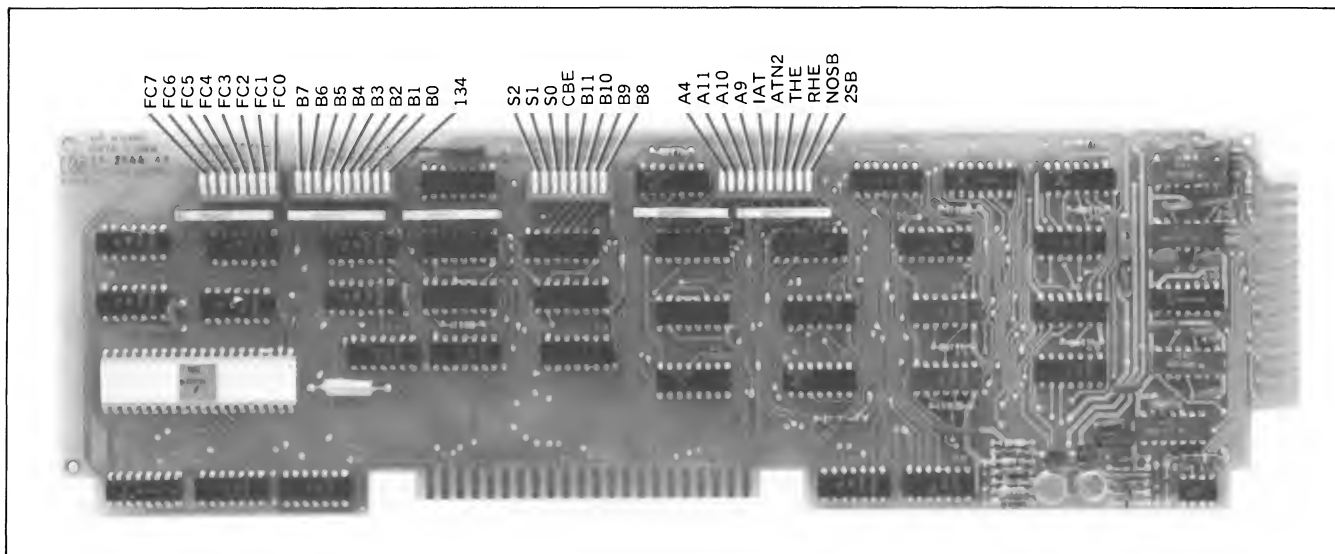 FC7
FC6
FC5
FC4
FC3
FC2
FC1
FC0
B7
B6
B5
B4
B3
B2
B1
B0
134
S2
S1
S0
CBE
B11
B10
B9
B8
A4
A11
A10
A9
IAT
ATN2
THE
RHE
NOSB
2SB